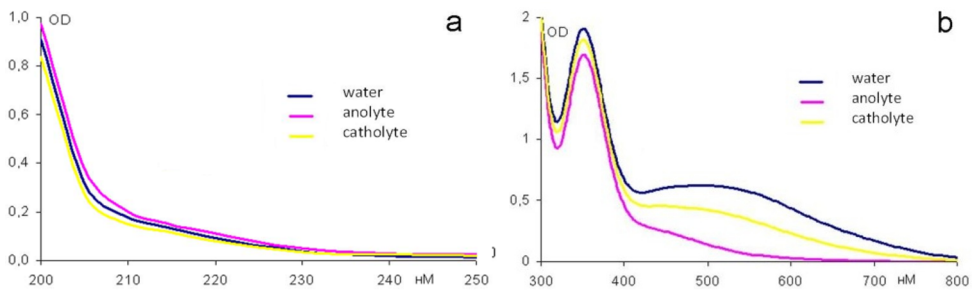 1,0
OD
a
0,8
0,6
0,4
0,2
0,0
water
anolyte
catholyte
200
210
220
230
240
нм
250
2
OD
b
1,5
1
0,5
0
water
anolyte
catholyte
300
400
500
600
700
нм
800